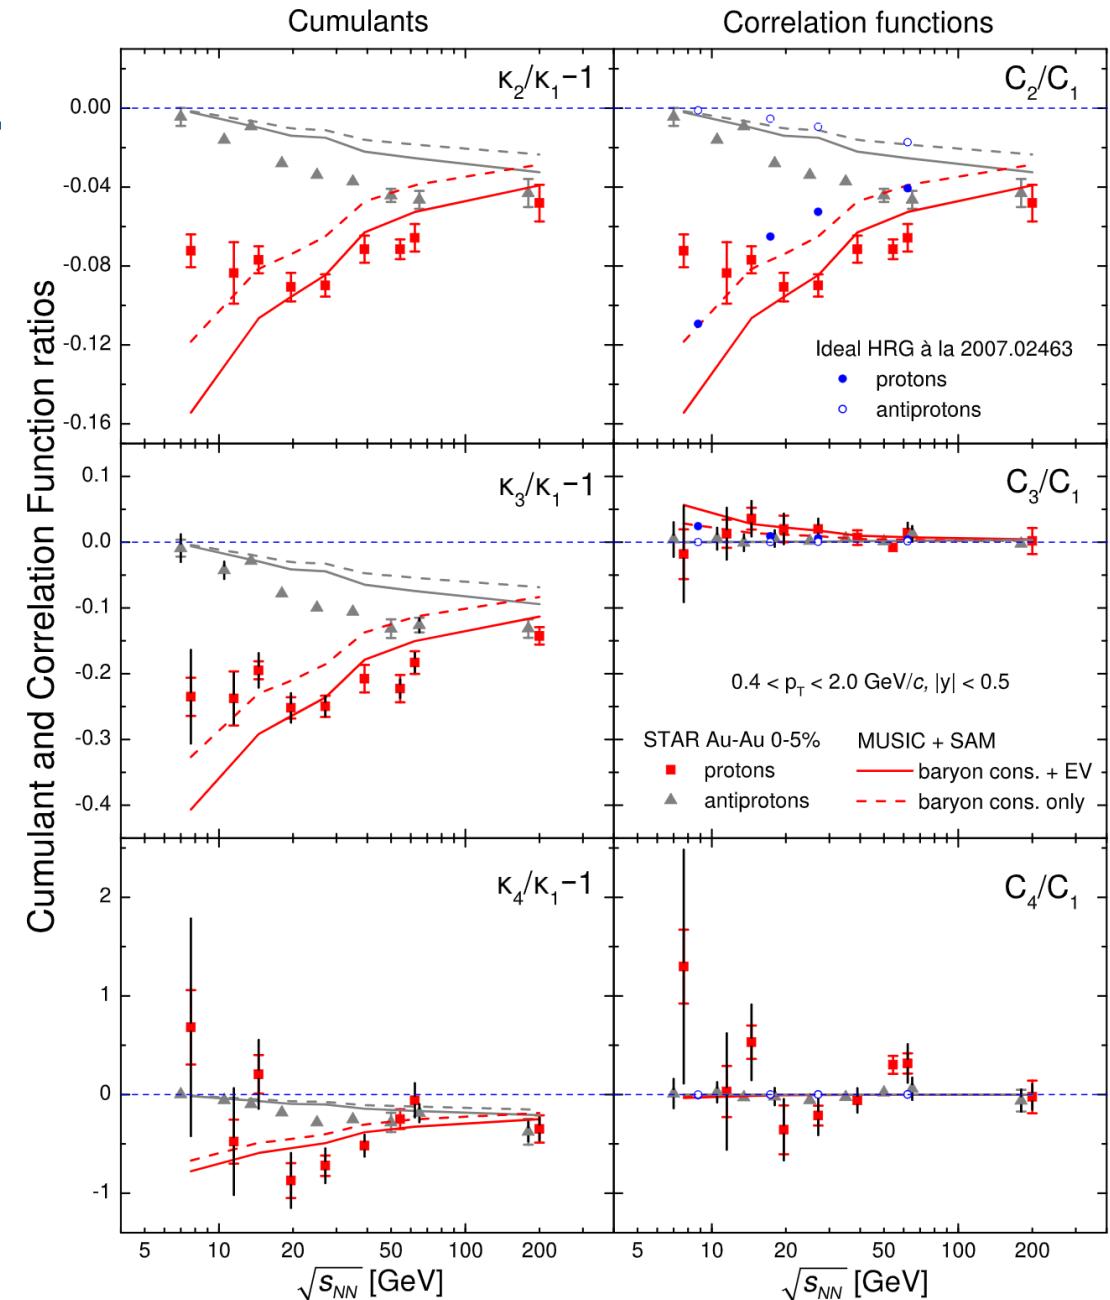 Cumulants
Correlation functions
Cumulant and Correlation Function ratios
κ₂/κ₁−1
C₂/C₁
0.00
-0.04
-0.08
-0.12
-0.16
Ideal HRG à la 2007.02463
protons
antiprotons
κ₃/κ₁−1
C₃/C₁
0.1
0.0
-0.1
-0.2
-0.3
-0.4
0.4 < p_T < 2.0 GeV/c, |y| < 0.5
STAR Au-Au 0-5%
protons
antiprotons
MUSIC + SAM
baryon cons. + EV
baryon cons. only
κ₄/κ₁−1
C₄/C₁
2
1
0
-1
5 10 20 50 100 200
5 10 20 50 100 200
√s_NN [GeV]
√s_NN [GeV]